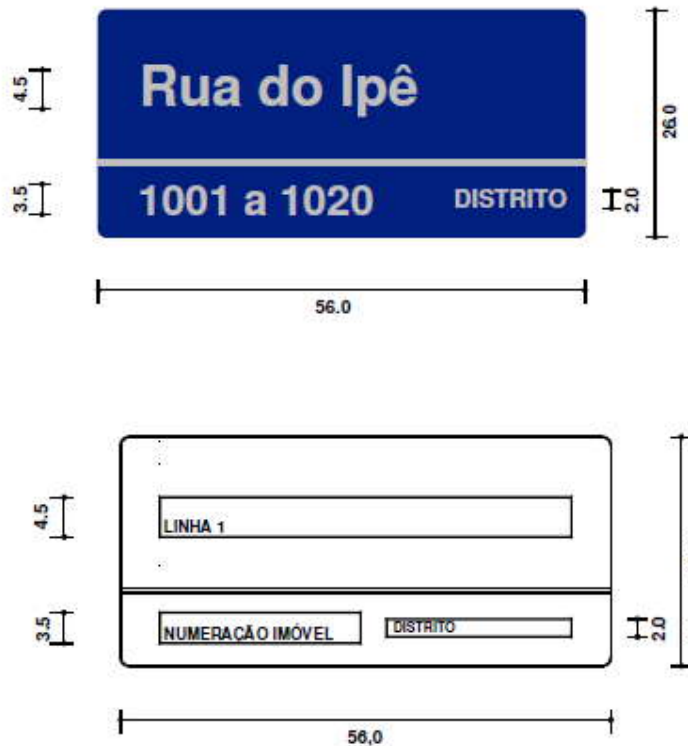 Rua do Ipê
4.5
26.0
1001 a 1020 DISTRITO
3.5
2.0
56.0
4.5
LINHA 1
3.5
NUMERAÇÃO IMÓVEL DISTRITO
2.0
56,0